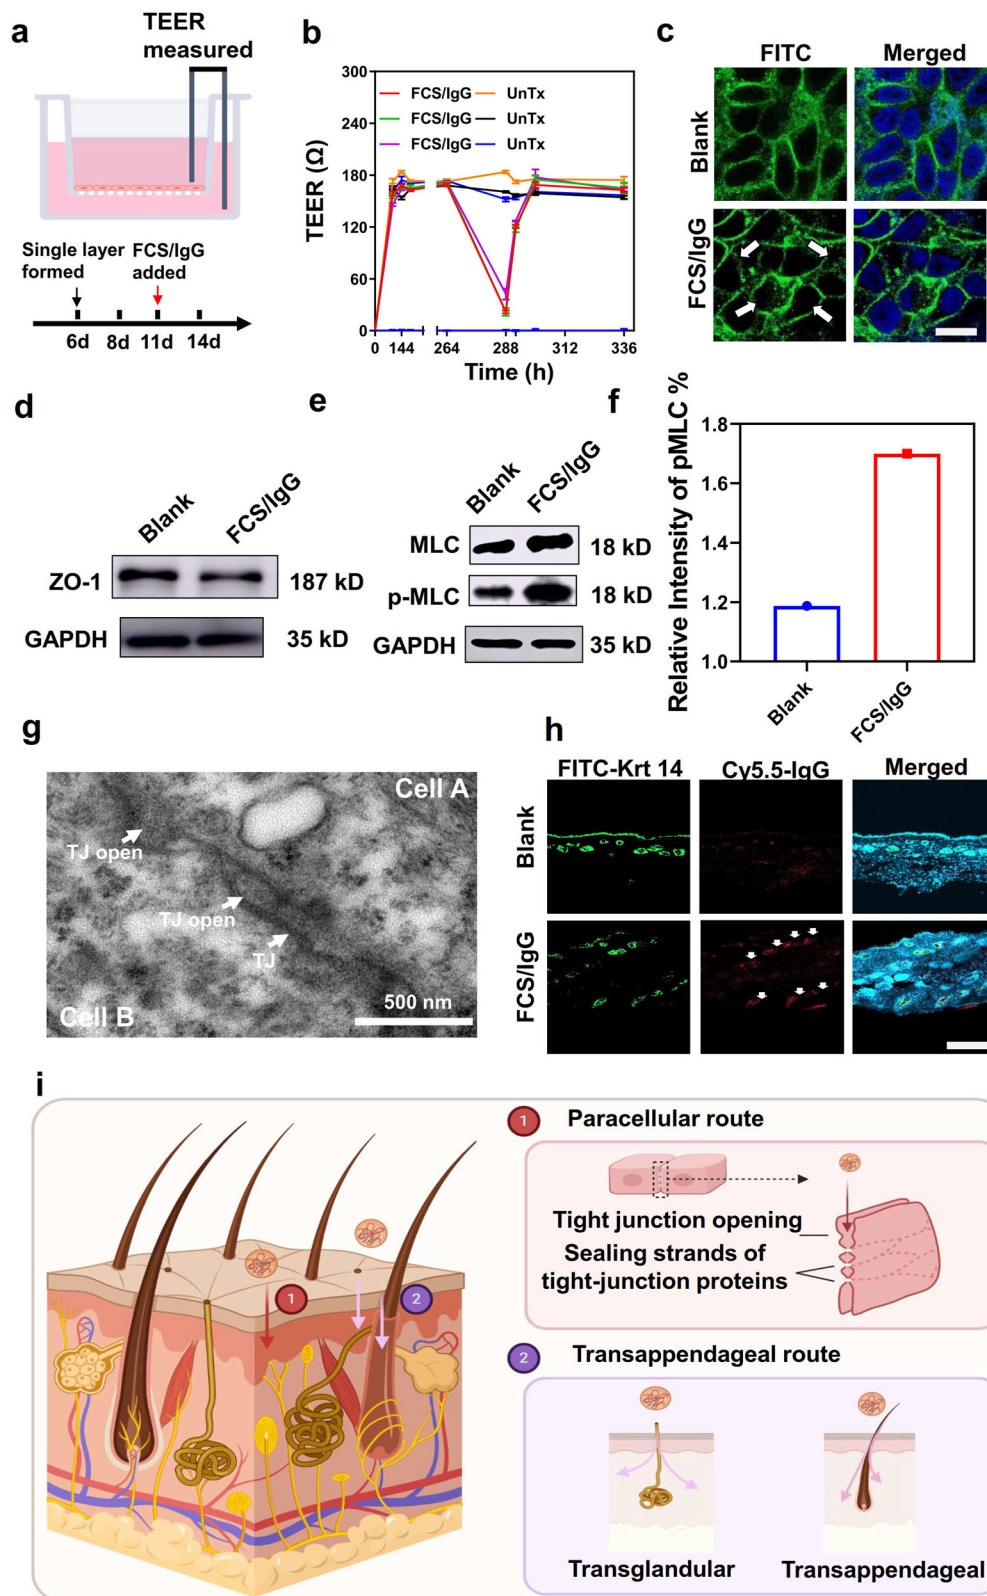 a
TEER
measured
Single layer
formed
FCS/IgG
added
6d 8d 11d 14d
b
TEER (Ω)
300
240
180
120
60
0
FCS/IgG UnTx
FCS/IgG UnTx
FCS/IgG UnTx
0 144 264 288 312 336
Time (h)
c
FITC Merged
Blank
FCS/IgG
d
Blank FCS/IgG
ZO-1 187 kD
GAPDH 35 kD
e
Blank FCS/IgG
MLC 18 kD
p-MLC 18 kD
GAPDH 35 kD
f
Relative Intensity of pMLC %
1.8
1.6
1.4
1.2
1.0
Blank FCS/IgG
g
Cell A
TJ open
TJ open
TJ
Cell B
500 nm
h
FITC-Krt 14 Cy5.5-IgG Merged
Blank
FCS/IgG
i
1
2
1 Paracellular route
Tight junction opening
Sealing strands of
tight-junction proteins
2 Transappendageal route
Transglandular Transappendageal